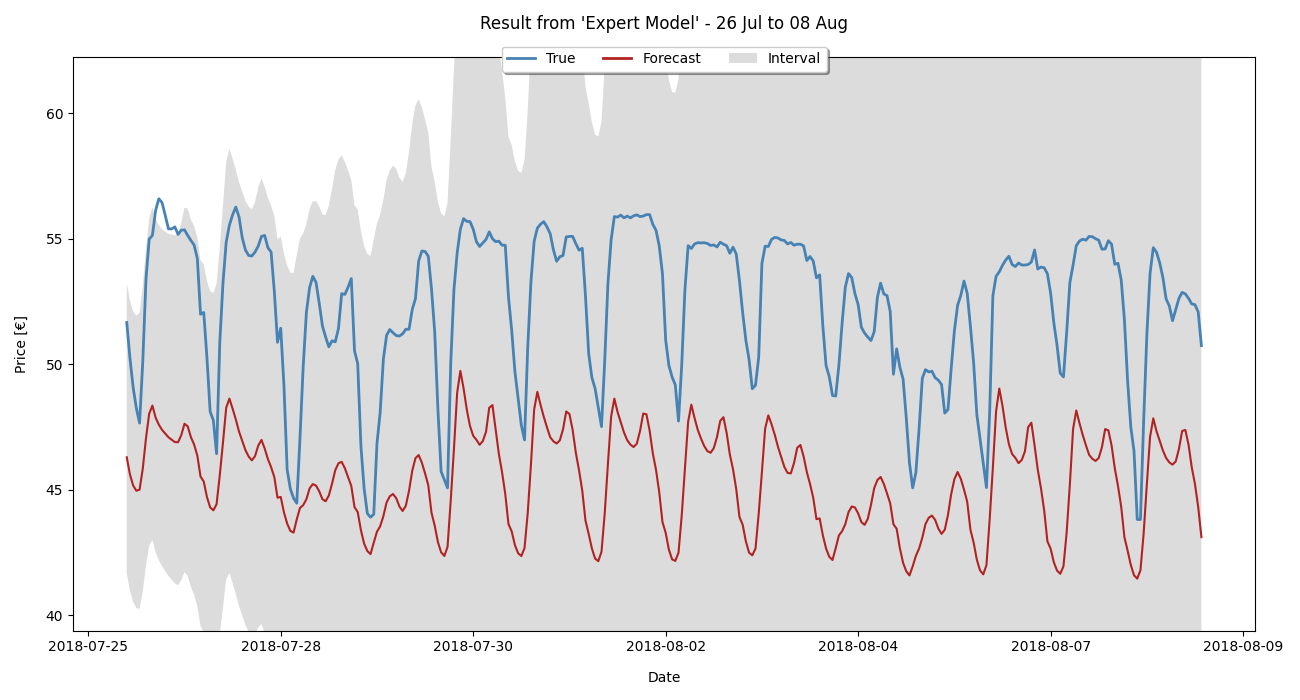 Result from 'Expert Model' - 26 Jul to 08 Aug
True Forecast Interval
60
55
50
45
40
Price [€]
2018-07-25 2018-07-28 2018-07-30 2018-08-02 2018-08-04 2018-08-07 2018-08-09
Date